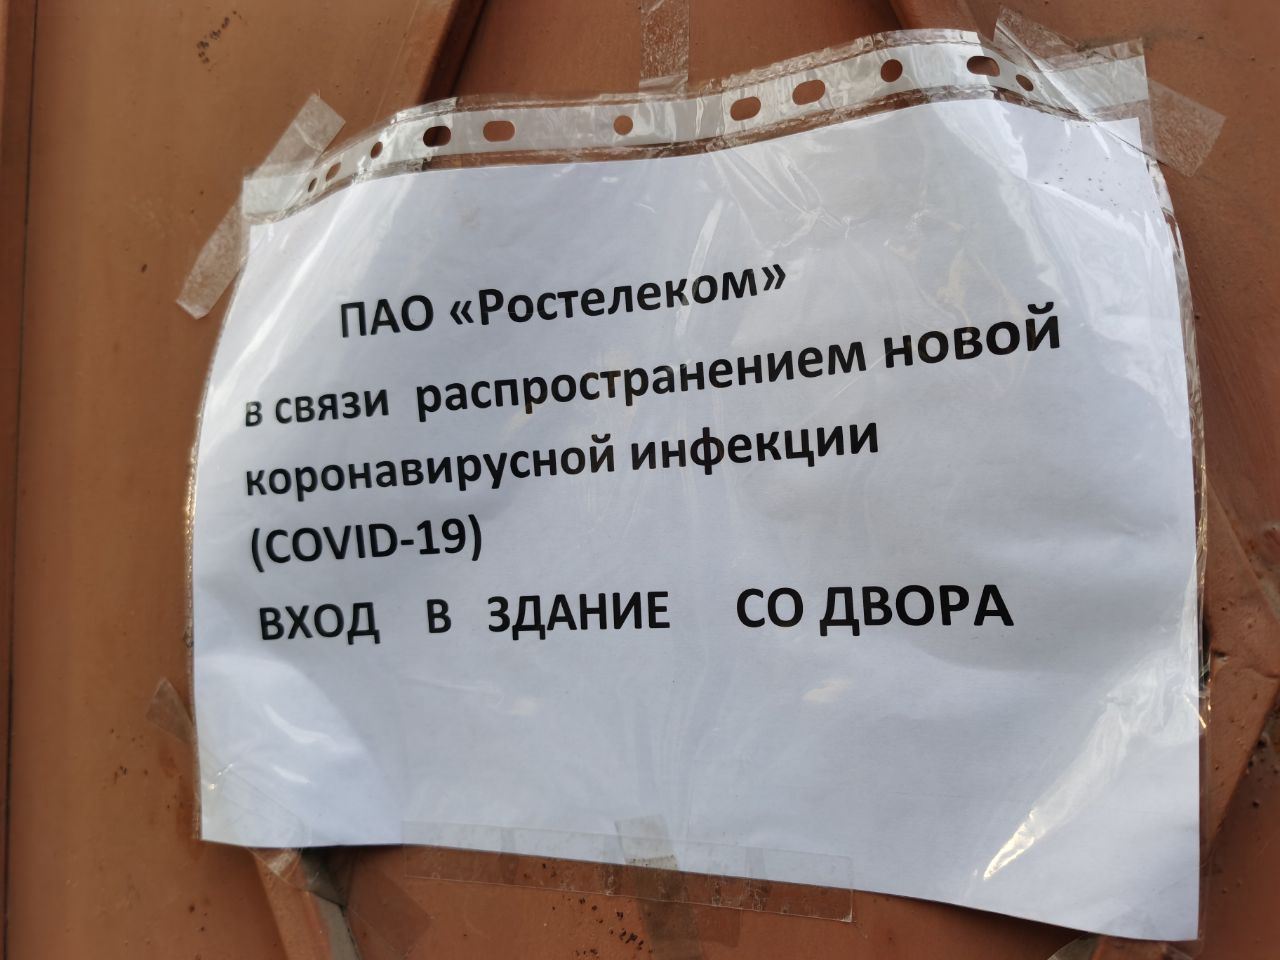 ПАО «Ростелеком»
в связи распространением новой
коронавирусной инфекции
(COVID-19)
ВХОД В ЗДАНИЕ СО ДВОРА